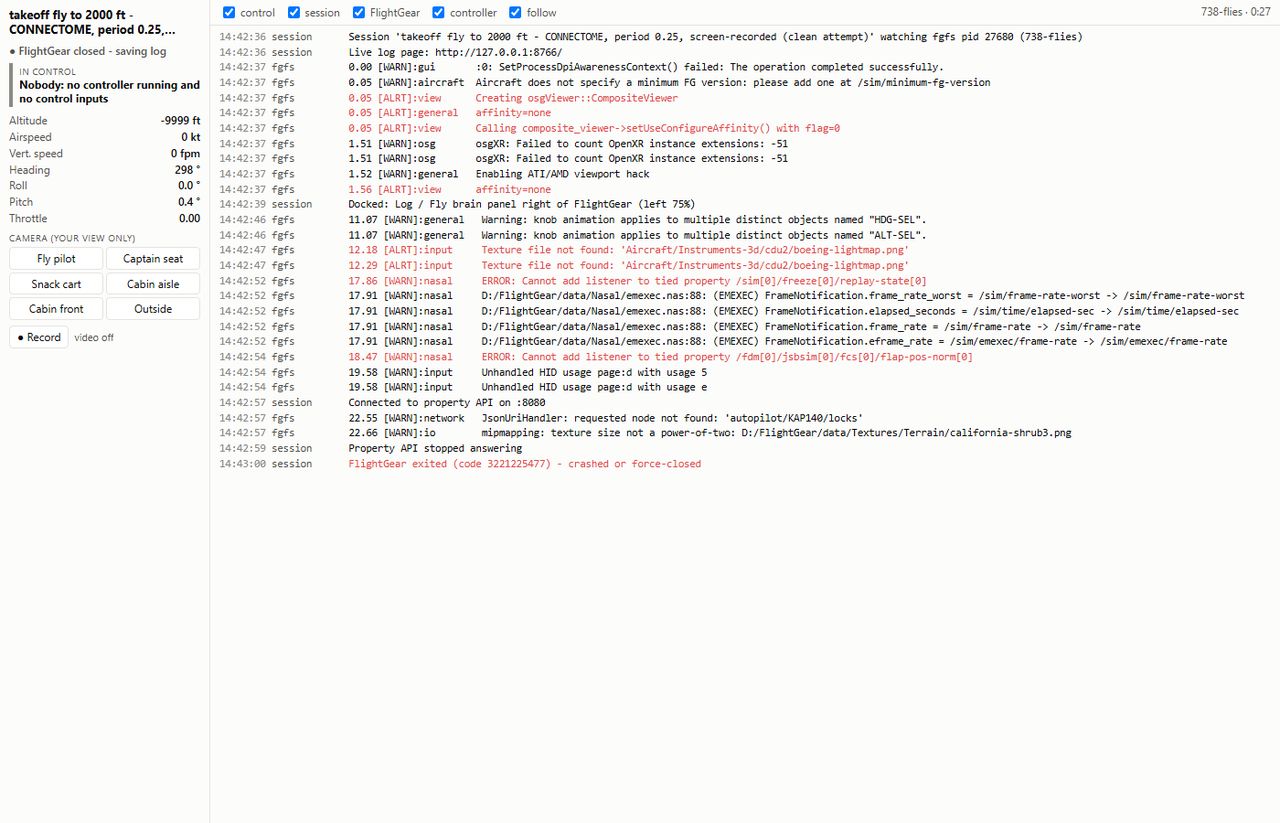 takeoff fly to 2000 ft -
CONNECTOME, period 0.25,...
● FlightGear closed - saving log
IN CONTROL
Nobody: no controller running and
no control inputs
Altitude -9999 ft
Airspeed 0 kt
Vert. speed 0 fpm
Heading 298 °
Roll 0.0 °
Pitch 0.4 °
Throttle 0.00
CAMERA (YOUR VIEW ONLY)
Fly pilot Captain seat
Snack cart Cabin aisle
Cabin front Outside
● Record video off
control session FlightGear controller follow 738-flies · 0:27
14:42:36 session Session 'takeoff fly to 2000 ft - CONNECTOME, period 0.25, screen-recorded (clean attempt)' watching fgfs pid 27680 (738-flies)
14:42:36 session Live log page: http://127.0.0.1:8766/
14:42:37 fgfs 0.00 [WARN]:gui :0: SetProcessDpiAwarenessContext() failed: The operation completed successfully.
14:42:37 fgfs 0.05 [WARN]:aircraft Aircraft does not specify a minimum FG version: please add one at /sim/minimum-fg-version
14:42:37 fgfs 0.05 [ALRT]:view Creating osgViewer::CompositeViewer
14:42:37 fgfs 0.05 [ALRT]:general affinity=none
14:42:37 fgfs 0.05 [ALRT]:view Calling composite_viewer->setUseConfigureAffinity() with flag=0
14:42:37 fgfs 1.51 [WARN]:osg osgXR: Failed to count OpenXR instance extensions: -51
14:42:37 fgfs 1.51 [WARN]:osg osgXR: Failed to count OpenXR instance extensions: -51
14:42:37 fgfs 1.52 [WARN]:general Enabling ATI/AMD viewport hack
14:42:37 fgfs 1.56 [ALRT]:view affinity=none
14:42:39 session Docked: Log / Fly brain panel right of FlightGear (left 75%)
14:42:46 fgfs 11.07 [WARN]:general Warning: knob animation applies to multiple distinct objects named "HDG-SEL".
14:42:46 fgfs 11.07 [WARN]:general Warning: knob animation applies to multiple distinct objects named "ALT-SEL".
14:42:47 fgfs 12.18 [ALRT]:input Texture file not found: 'Aircraft/Instruments-3d/cdu2/boeing-lightmap.png'
14:42:47 fgfs 12.29 [ALRT]:input Texture file not found: 'Aircraft/Instruments-3d/cdu2/boeing-lightmap.png'
14:42:52 fgfs 17.86 [WARN]:nasal ERROR: Cannot add listener to tied property /sim[0]/freeze[0]/replay-state[0]
14:42:52 fgfs 17.91 [WARN]:nasal D:/FlightGear/data/Nasal/emexec.nas:88: (EMEXEC) FrameNotification.frame_rate_worst = /sim/frame-rate-worst -> /sim/frame-rate-worst
14:42:52 fgfs 17.91 [WARN]:nasal D:/FlightGear/data/Nasal/emexec.nas:88: (EMEXEC) FrameNotification.elapsed_seconds = /sim/time/elapsed-sec -> /sim/time/elapsed-sec
14:42:52 fgfs 17.91 [WARN]:nasal D:/FlightGear/data/Nasal/emexec.nas:88: (EMEXEC) FrameNotification.frame_rate = /sim/frame-rate -> /sim/frame-rate
14:42:52 fgfs 17.91 [WARN]:nasal D:/FlightGear/data/Nasal/emexec.nas:88: (EMEXEC) FrameNotification.eframe_rate = /sim/emexec/frame-rate -> /sim/emexec/frame-rate
14:42:54 fgfs 18.47 [WARN]:nasal ERROR: Cannot add listener to tied property /fdm[0]/jsbsim[0]/fcs[0]/flap-pos-norm[0]
14:42:54 fgfs 19.58 [WARN]:input Unhandled HID usage page:d with usage 5
14:42:54 fgfs 19.58 [WARN]:input Unhandled HID usage page:d with usage e
14:42:57 session Connected to property API on :8080
14:42:57 fgfs 22.55 [WARN]:network JsonUriHandler: requested node not found: 'autopilot/KAP140/locks'
14:42:57 fgfs 22.66 [WARN]:io mipmapping: texture size not a power-of-two: D:/FlightGear/data/Textures/Terrain/california-shrub3.png
14:42:59 session Property API stopped answering
14:43:00 session FlightGear exited (code 3221225477) - crashed or force-closed